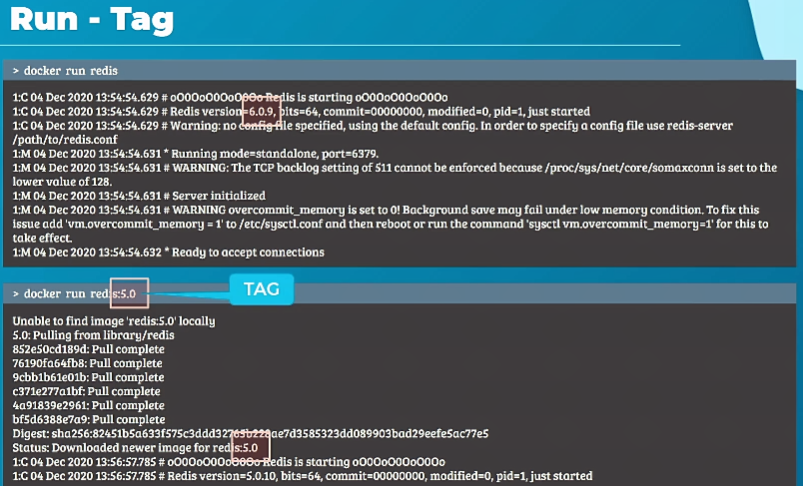 Run - Tag
> docker run redis
1:C 04 Dec 2020 13:54:54.629 # oO0OoO0OoO0Oo Redis is starting oO0OoO0OoO0Oo
1:C 04 Dec 2020 13:54:54.629 # Redis version=6.0.9, bits=64, commit=00000000, modified=0, pid=1, just started
1:C 04 Dec 2020 13:54:54.629 # Warning: no config file specified, using the default config. In order to specify a config file use redis-server
/path/to/redis.conf
1:M 04 Dec 2020 13:54:54.631 * Running mode=standalone, port=6379.
1:M 04 Dec 2020 13:54:54.631 # WARNING: The TCP backlog setting of 511 cannot be enforced because /proc/sys/net/core/somaxconn is set to the
lower value of 128.
1:M 04 Dec 2020 13:54:54.631 # Server initialized
1:M 04 Dec 2020 13:54:54.631 # WARNING overcommit_memory is set to 0! Background save may fail under low memory condition. To fix this
issue add 'vm.overcommit_memory = 1' to /etc/sysctl.conf and then reboot or run the command 'sysctl vm.overcommit_memory=1' for this to
take effect.
1:M 04 Dec 2020 13:54:54.632 * Ready to accept connections
> docker run redis:5.0
TAG
Unable to find image 'redis:5.0' locally
5.0: Pulling from library/redis
852e50cd189d: Pull complete
76190fa64fb8: Pull complete
9cbb1b61e01b: Pull complete
c371e277a1bf: Pull complete
4a91839e2961: Pull complete
bf5d6388e7a9: Pull complete
Digest: sha256:82451b5a633f575c3ddd32765b228ae7d3585323dd089903bad29eefe5ac77e5
Status: Downloaded newer image for redis:5.0
1:C 04 Dec 2020 13:56:57.785 # oO0OoO0OoO0Oo Redis is starting oO0OoO0OoO0Oo
1:C 04 Dec 2020 13:56:57.785 # Redis version=5.0.10, bits=64, commit=00000000, modified=0, pid=1, just started